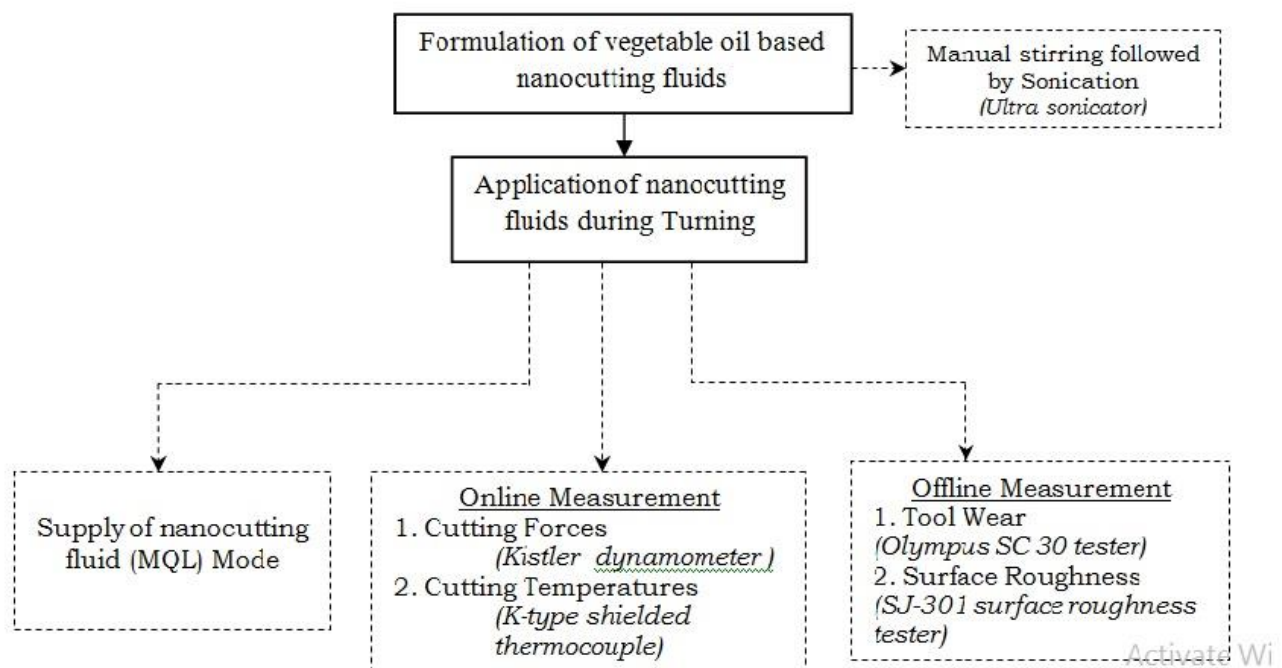 Formulation of vegetable oil based
nanocutting fluids
Manual stirring followed
by Sonication
(Ultra sonicator)
Application of nanocutting
fluids during Turning
Supply of nanocutting
fluid (MQL) Mode
Online Measurement
1. Cutting Forces
(Kistler dynamometer )
2. Cutting Temperatures
(K-type shielded
thermocouple)
Offline Measurement
1. Tool Wear
(Olympus SC 30 tester)
2. Surface Roughness
(SJ-301 surface roughness
tester)
Activate Wi